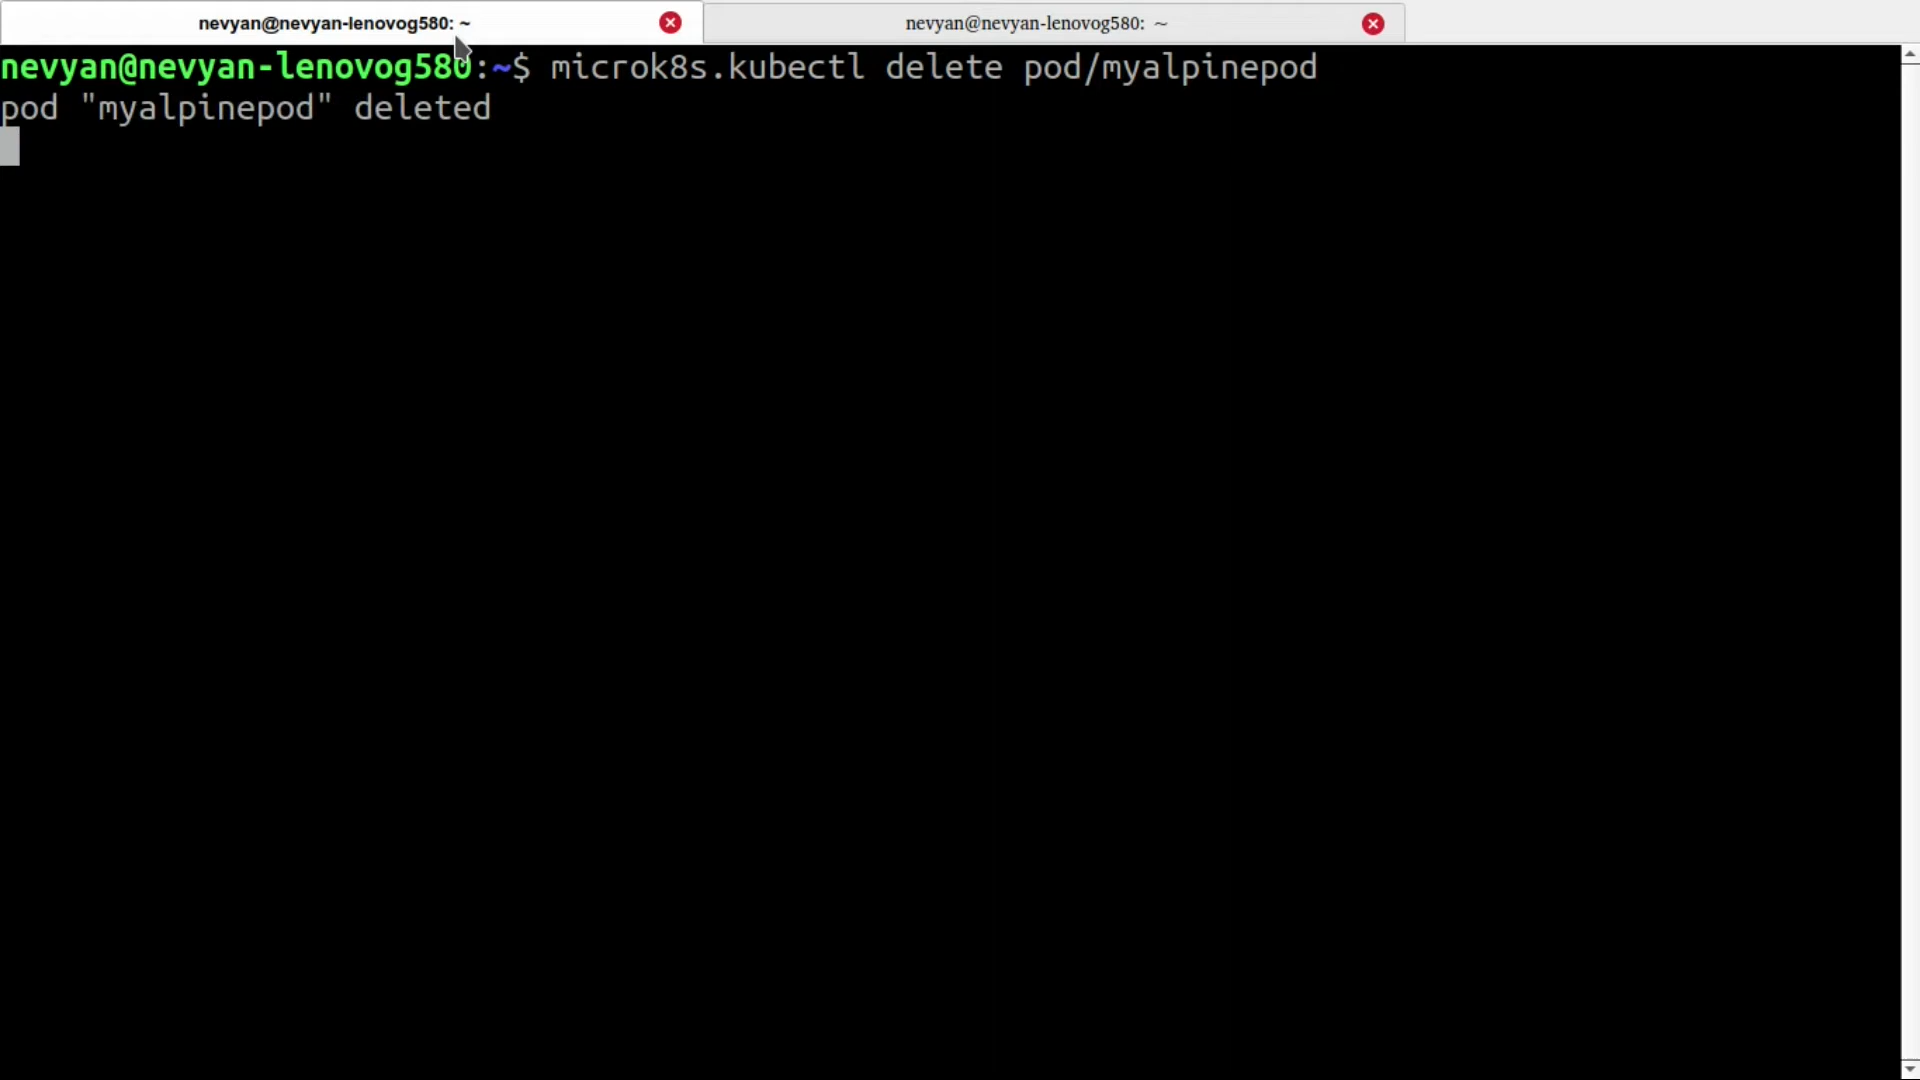 nevyan@nevyan-lenovog580: ~
nevyan@nevyan-lenovog580: ~
nevyan@nevyan-lenovog580:~$ microk8s.kubectl delete pod/myalpinepod
pod "myalpinepod" deleted